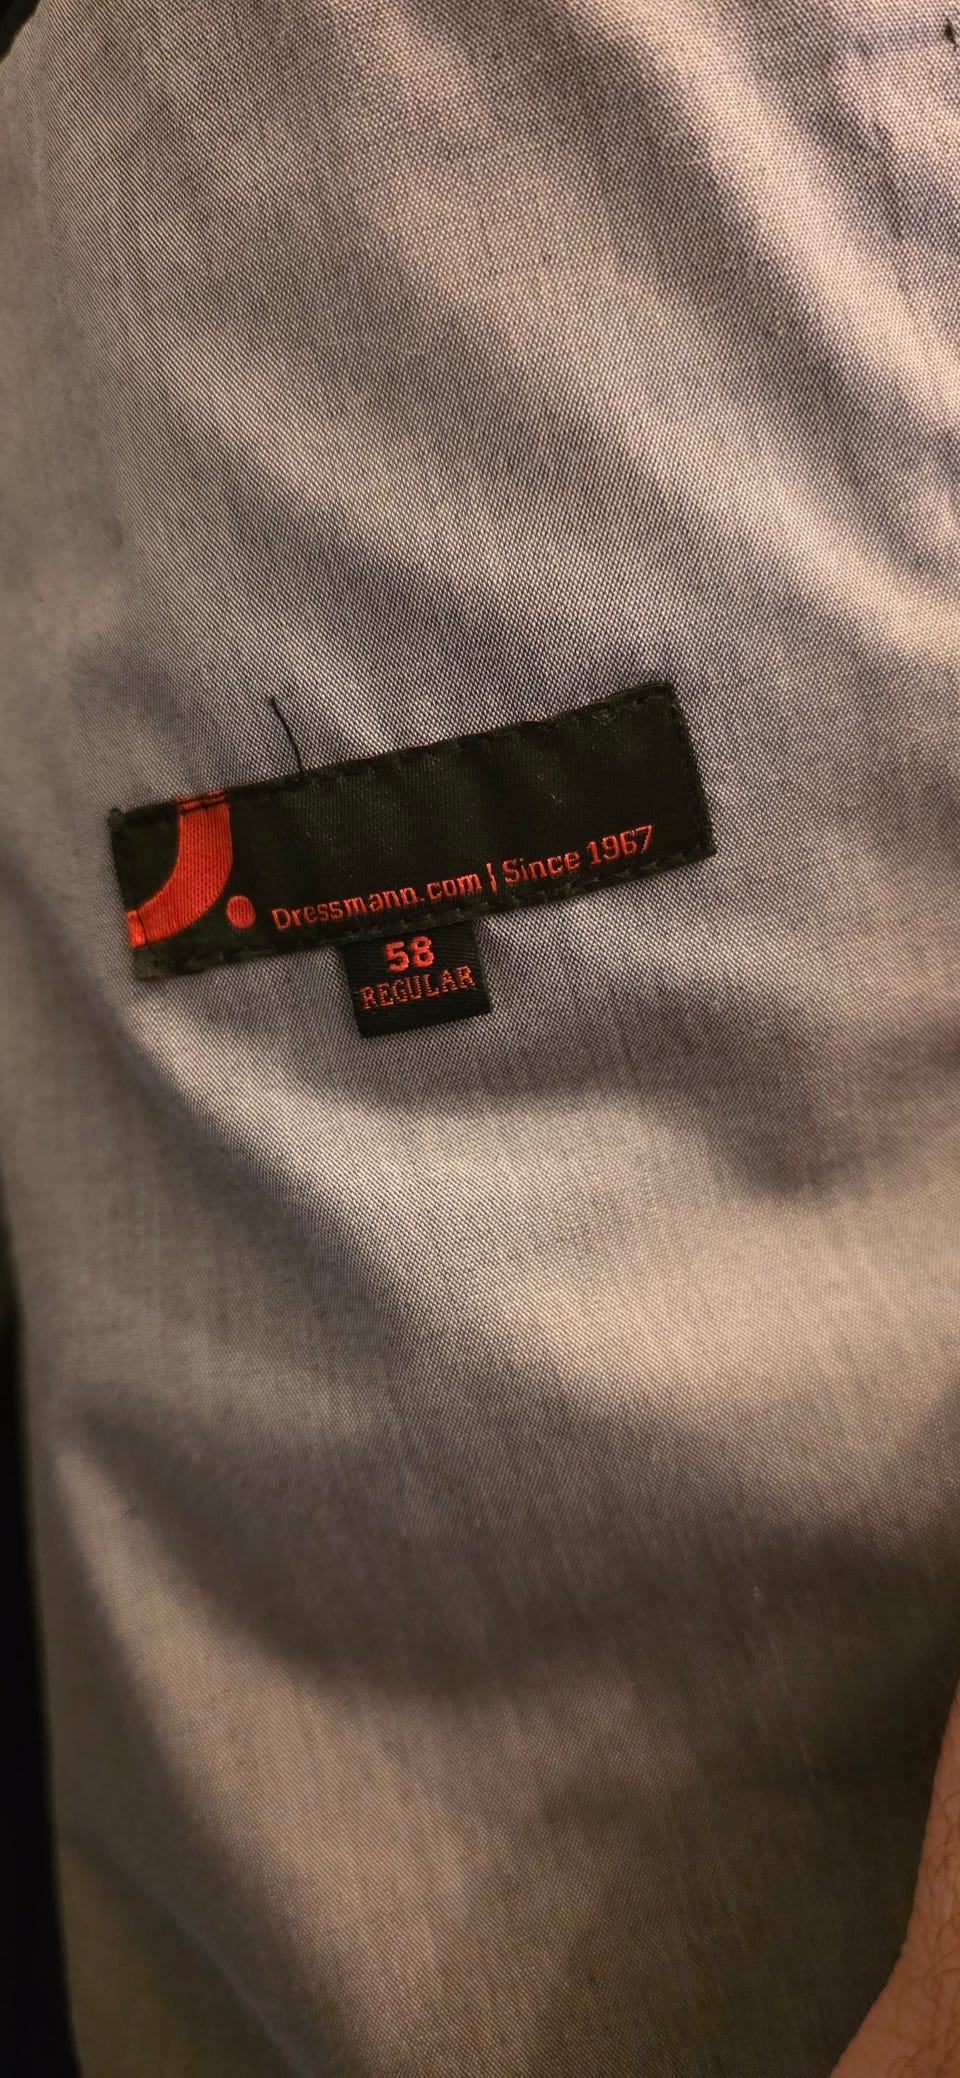 Dressmann.com | Since 1967
58
REGULAR